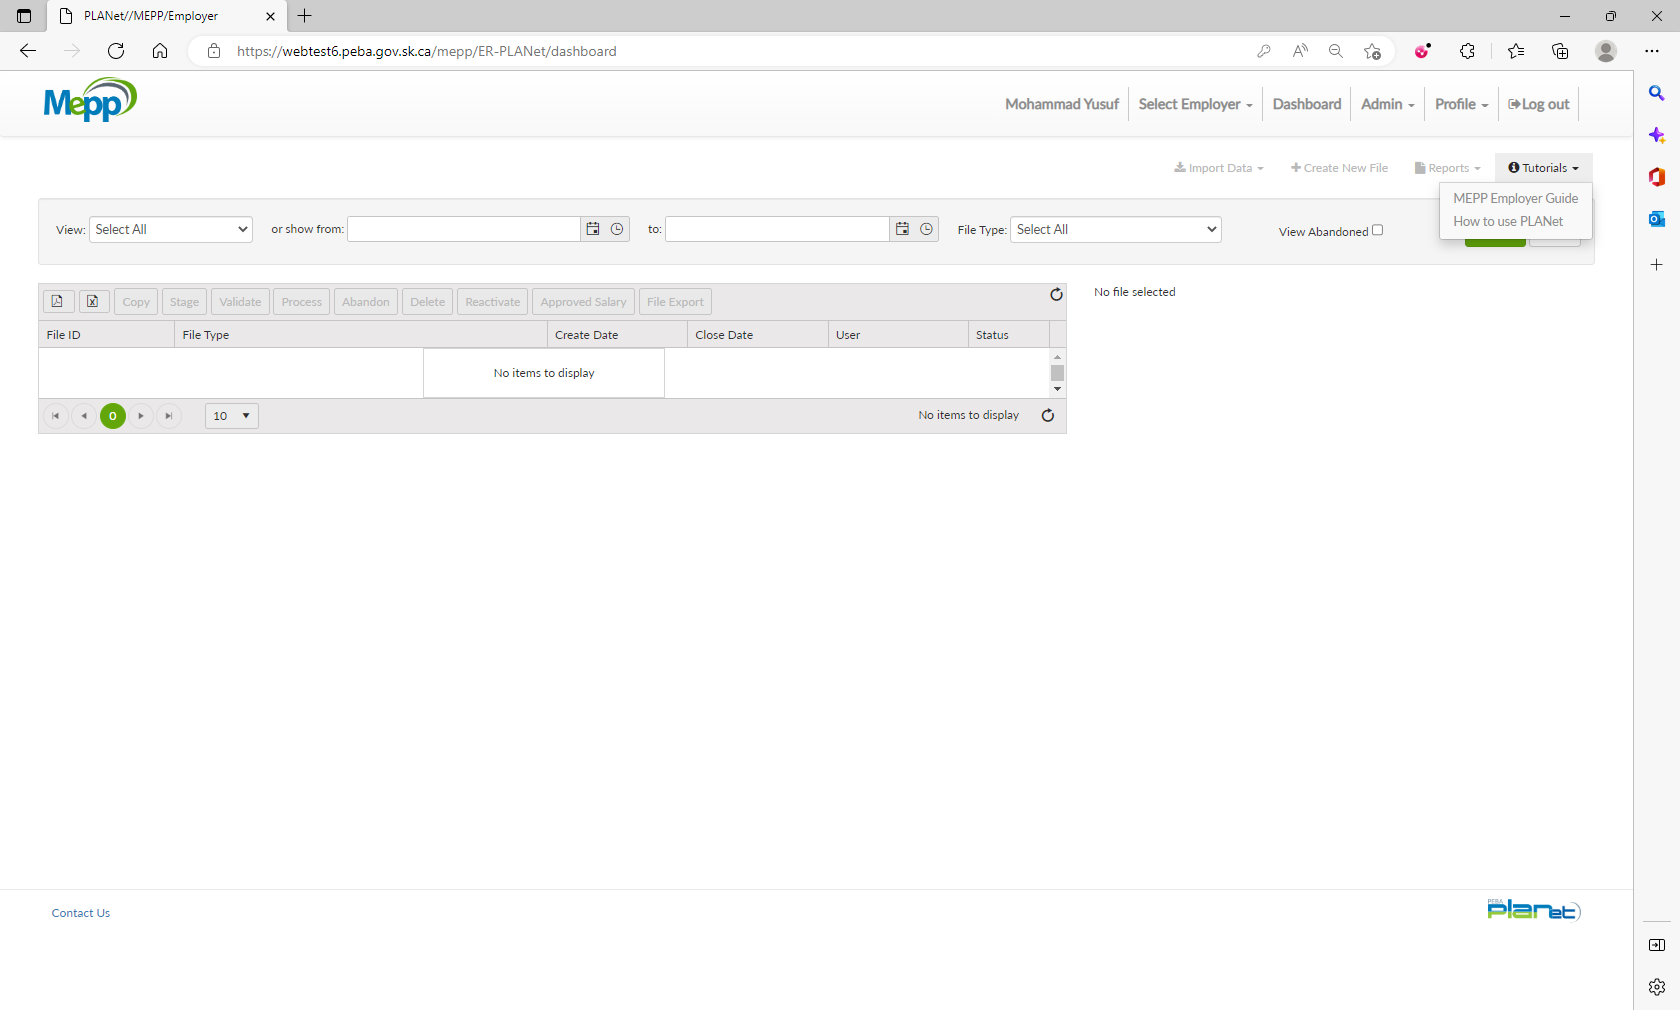 PLANet//MEPP/Employer
https://webtest6.peba.gov.sk.ca/mepp/ER-PLANet/dashboard
Mepp
Mohammad Yusuf Select Employer Dashboard Admin Profile Log out
Import Data Create New File Reports Tutorials
MEPP Employer Guide
How to use PLANet
View: Select All or show from: to: File Type: Select All View Abandoned
Copy Stage Validate Process Abandon Delete Reactivate Approved Salary File Export
No file selected
File ID File Type Create Date Close Date User Status
No items to display
0 10 No items to display
Contact Us
PEBA
planet